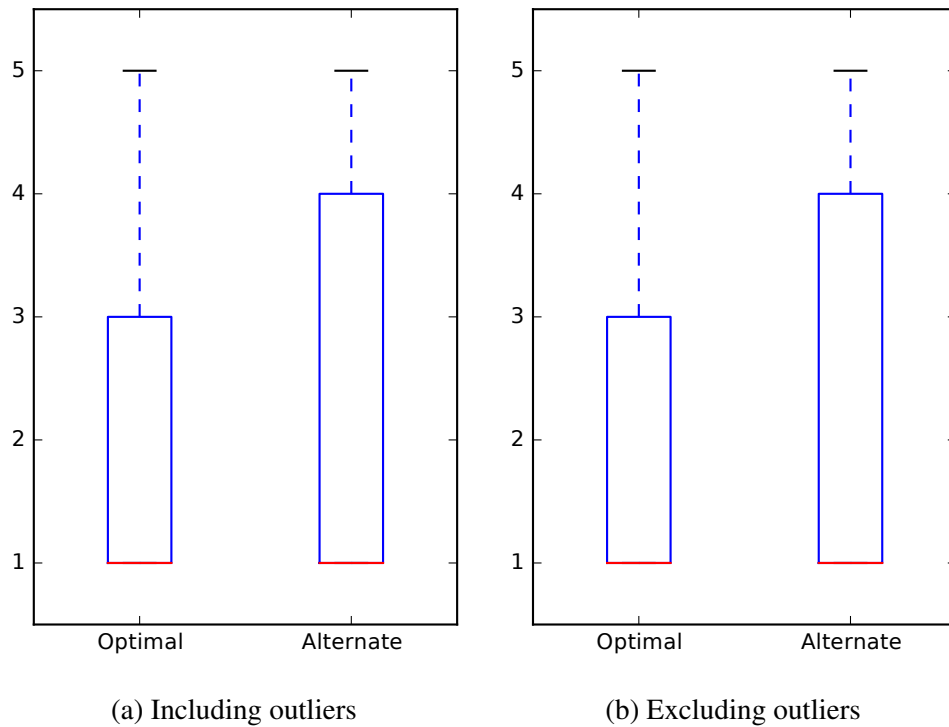 5
4
3
2
1
Optimal Alternate
(a) Including outliers
5
4
3
2
1
Optimal Alternate
(b) Excluding outliers